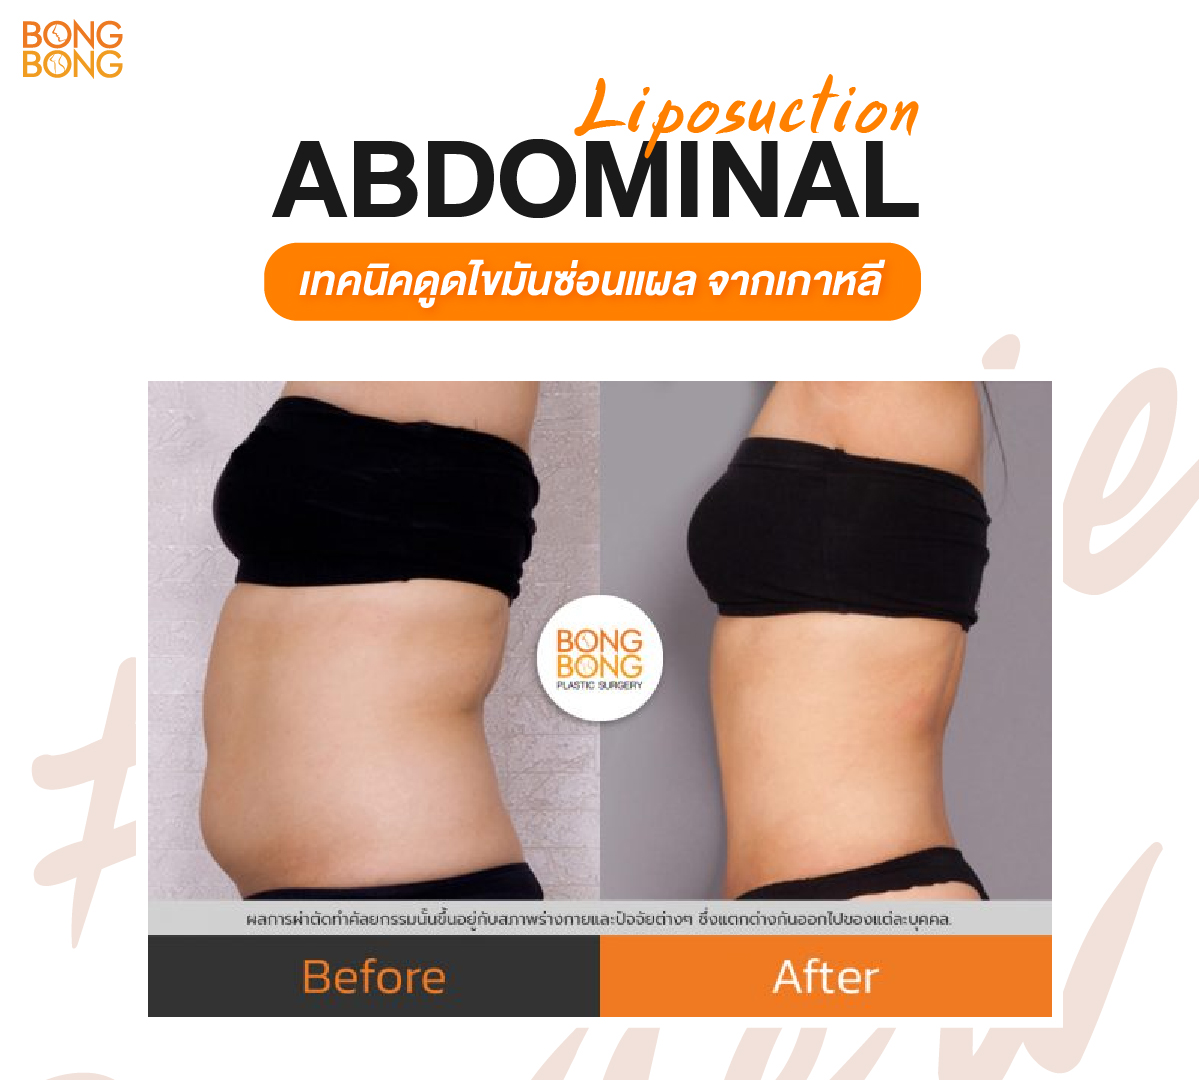 BONG
BONG
Liposuction
ABDOMINAL
เทคนิคดูดไขมันซ่อนแผล จากเกาหลี
BONG
BONG
PLASTIC SURGERY
ผลการผ่าตัดทำศัลยกรรมนั้นขึ้นอยู่กับสภาพร่างกายและปัจจัยต่างๆ ซึ่งแตกต่างกันออกไปของแต่ละบุคคล.
Before
After